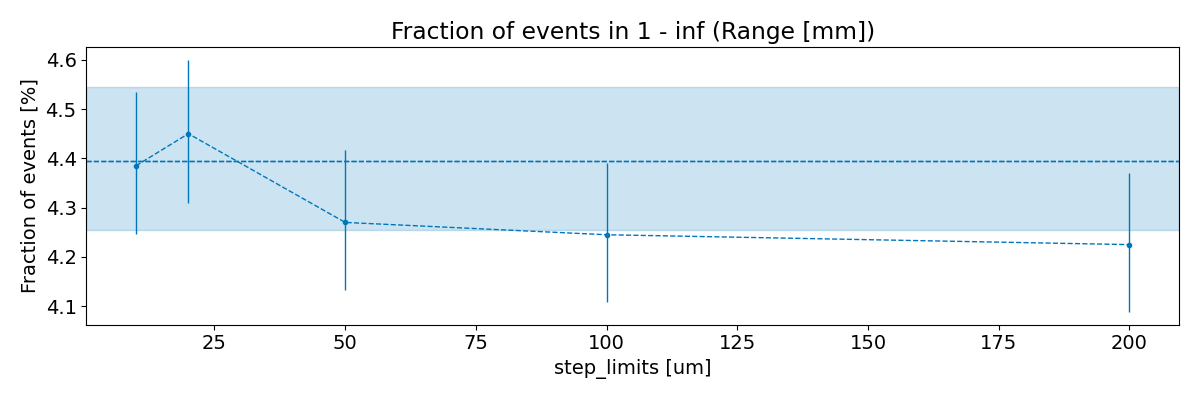 Fraction of events in 1 - inf (Range [mm])
Fraction of events [%]
4.6
4.5
4.4
4.3
4.2
4.1
25 50 75 100 125 150 175 200
step_limits [um]